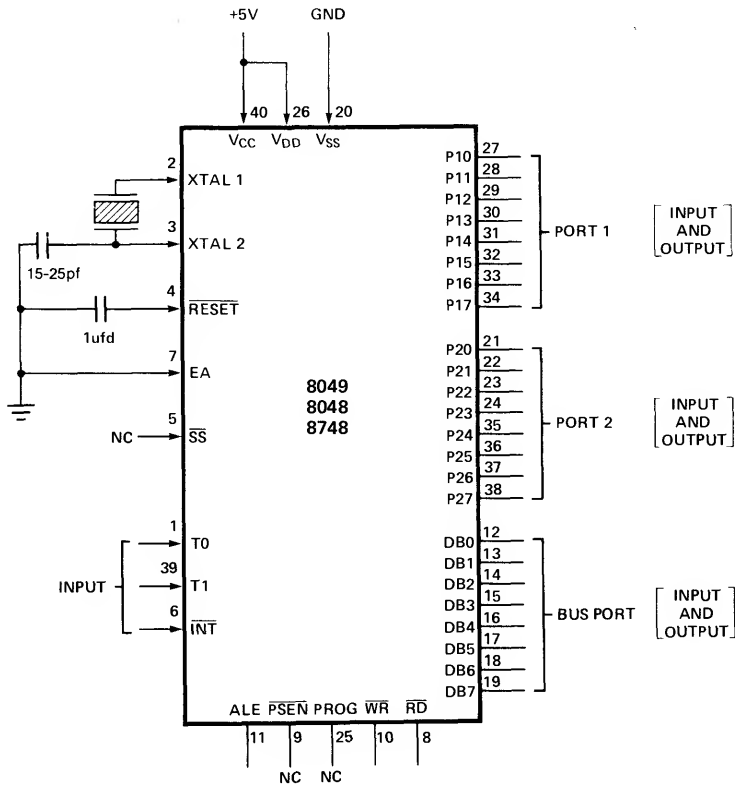 +5V GND
40 26 20
VCC VDD VSS
2 XTAL 1
3 XTAL 2
15-25pf
4 RESET
1ufd
7 EA
5 SS
NC
1 T0
39 T1
6 INT
INPUT
8049
8048
8748
P10 27
P11 28
P12 29
P13 30
P14 31
P15 32
P16 33
P17 34
PORT 1
INPUT
AND
OUTPUT
P20 21
P21 22
P22 23
P23 24
P24 35
P25 36
P26 37
P27 38
PORT 2
INPUT
AND
OUTPUT
DB0 12
DB1 13
DB2 14
DB3 15
DB4 16
DB5 17
DB6 18
DB7 19
BUS PORT
INPUT
AND
OUTPUT
ALE PSEN PROG WR RD
11 9 25 10 8
NC NC